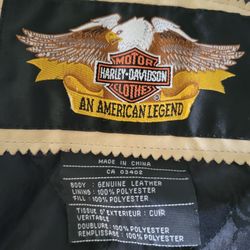 MOTOR
HARLEY-DAVIDSON
CLOTHES
AN AMERICAN LEGEND
MADE IN CHINA
CA 03402
BODY : GENUINE LEATHER
LINING : 100% POLYESTER
FILL : 100% POLYESTER
TISSUE D'EXTERIEUR : CUIR
VERITABLE
DOUBLURE: 100% POLYESTER
REMPLISSAGE: 100% POLYESTER